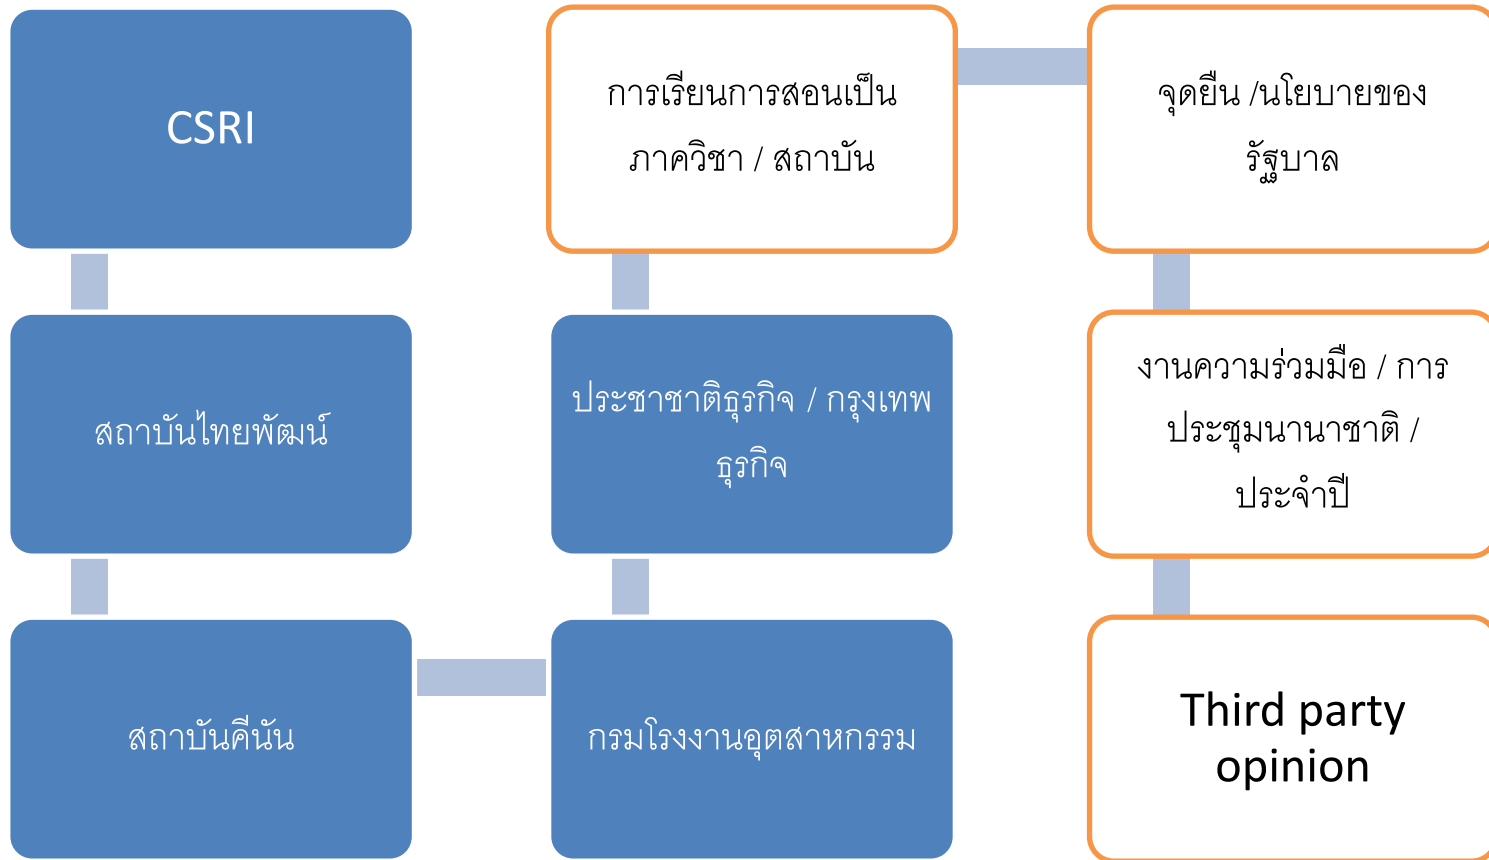 CSRI
สถาบันไทยพัฒน์
สถาบันคีนัน
กรมโรงงานอุตสาหกรรม
ประชาชาติธุรกิจ / กรุงเทพ
ธุรกิจ
การเรียนการสอนเป็น
ภาควิชา / สถาบัน
จุดยืน /นโยบายของ
รัฐบาล
งานความร่วมมือ / การ
ประชุมนานาชาติ /
ประจำปี
Third party
opinion